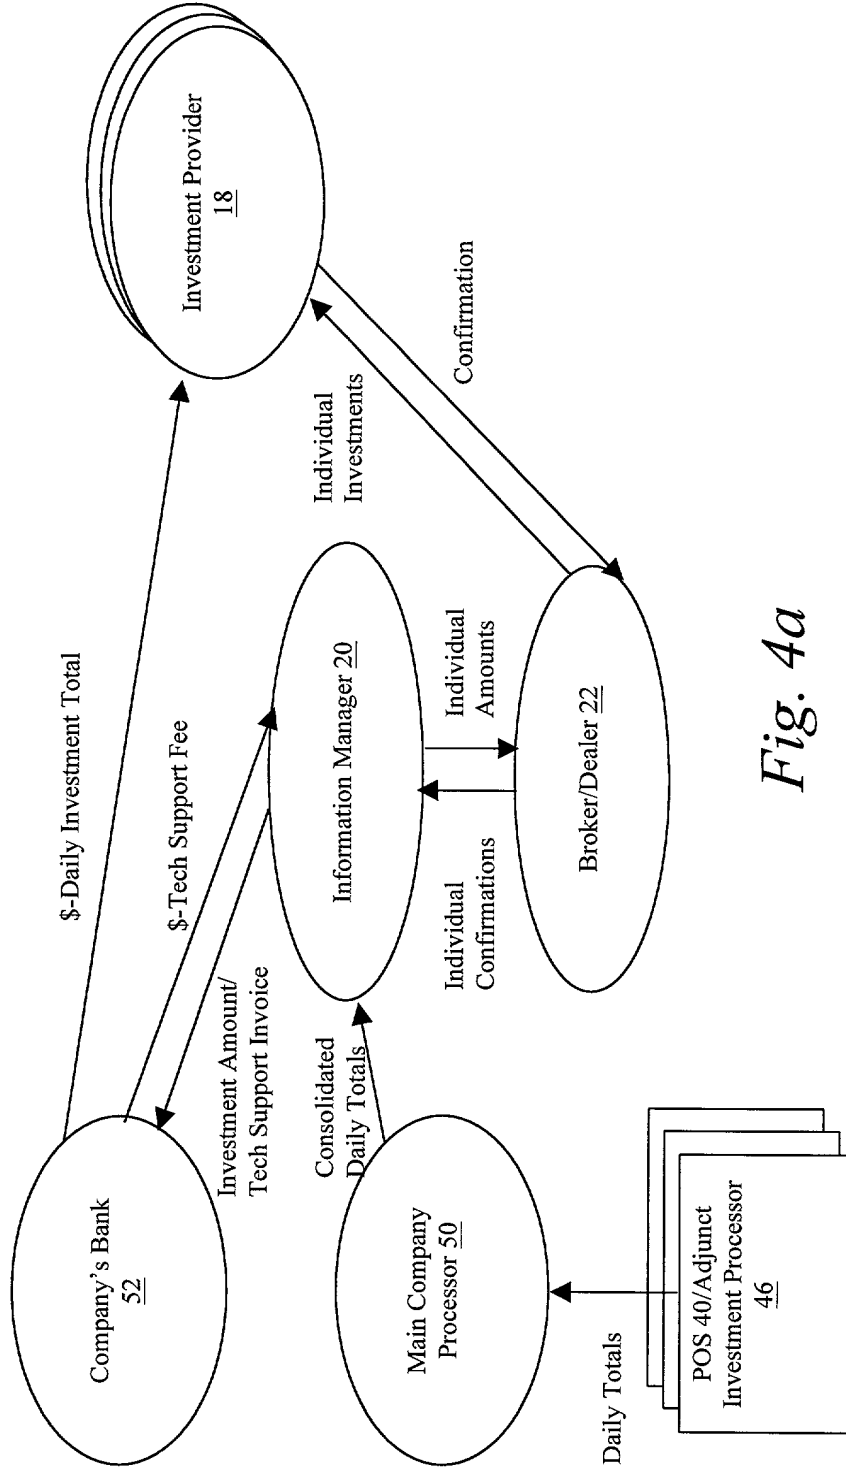 Company's Bank
52
$-Daily Investment Total
$-Tech Support Fee
Investment Amount/
Tech Support Invoice
Investment Provider
18
Consolidated
Daily Totals
Information Manager 20
Individual
Investments
Confirmation
Main Company
Processor 50
Individual
Confirmations
Individual
Amounts
Broker/Dealer 22
Daily Totals
POS 40/Adjunct
Investment Processor
46
Fig. 4a